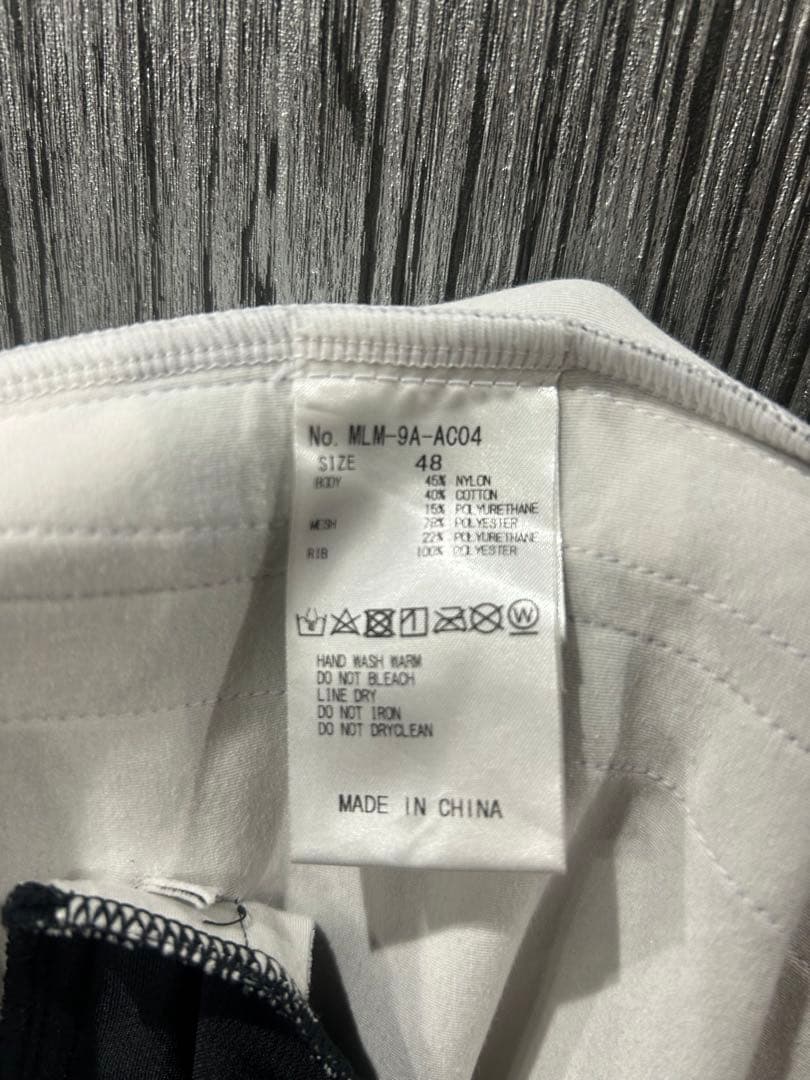 No. MLM-9A-AC04
SIZE 48
BODY 45% NYLON
40% COTTON
15% POLYURETHANE
MESH 78% POLYESTER
22% POLYURETHANE
RIB 100% POLYESTER
W
HAND WASH WARM
DO NOT BLEACH
LINE DRY
DO NOT IRON
DO NOT DRYCLEAN
MADE IN CHINA